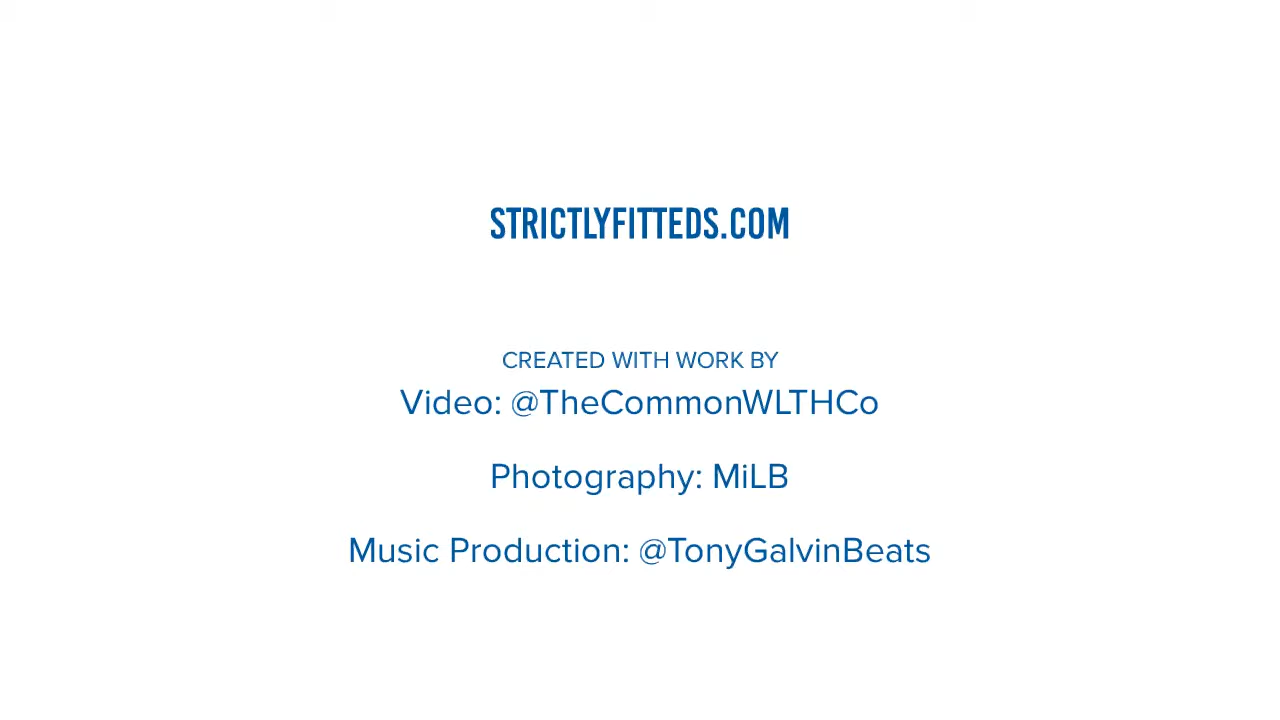 STRICTLYFITTEDS.COM
CREATED WITH WORK BY
Video: @TheCommonWLTHCo
Photography: MiLB
Music Production: @TonyGalvinBeats